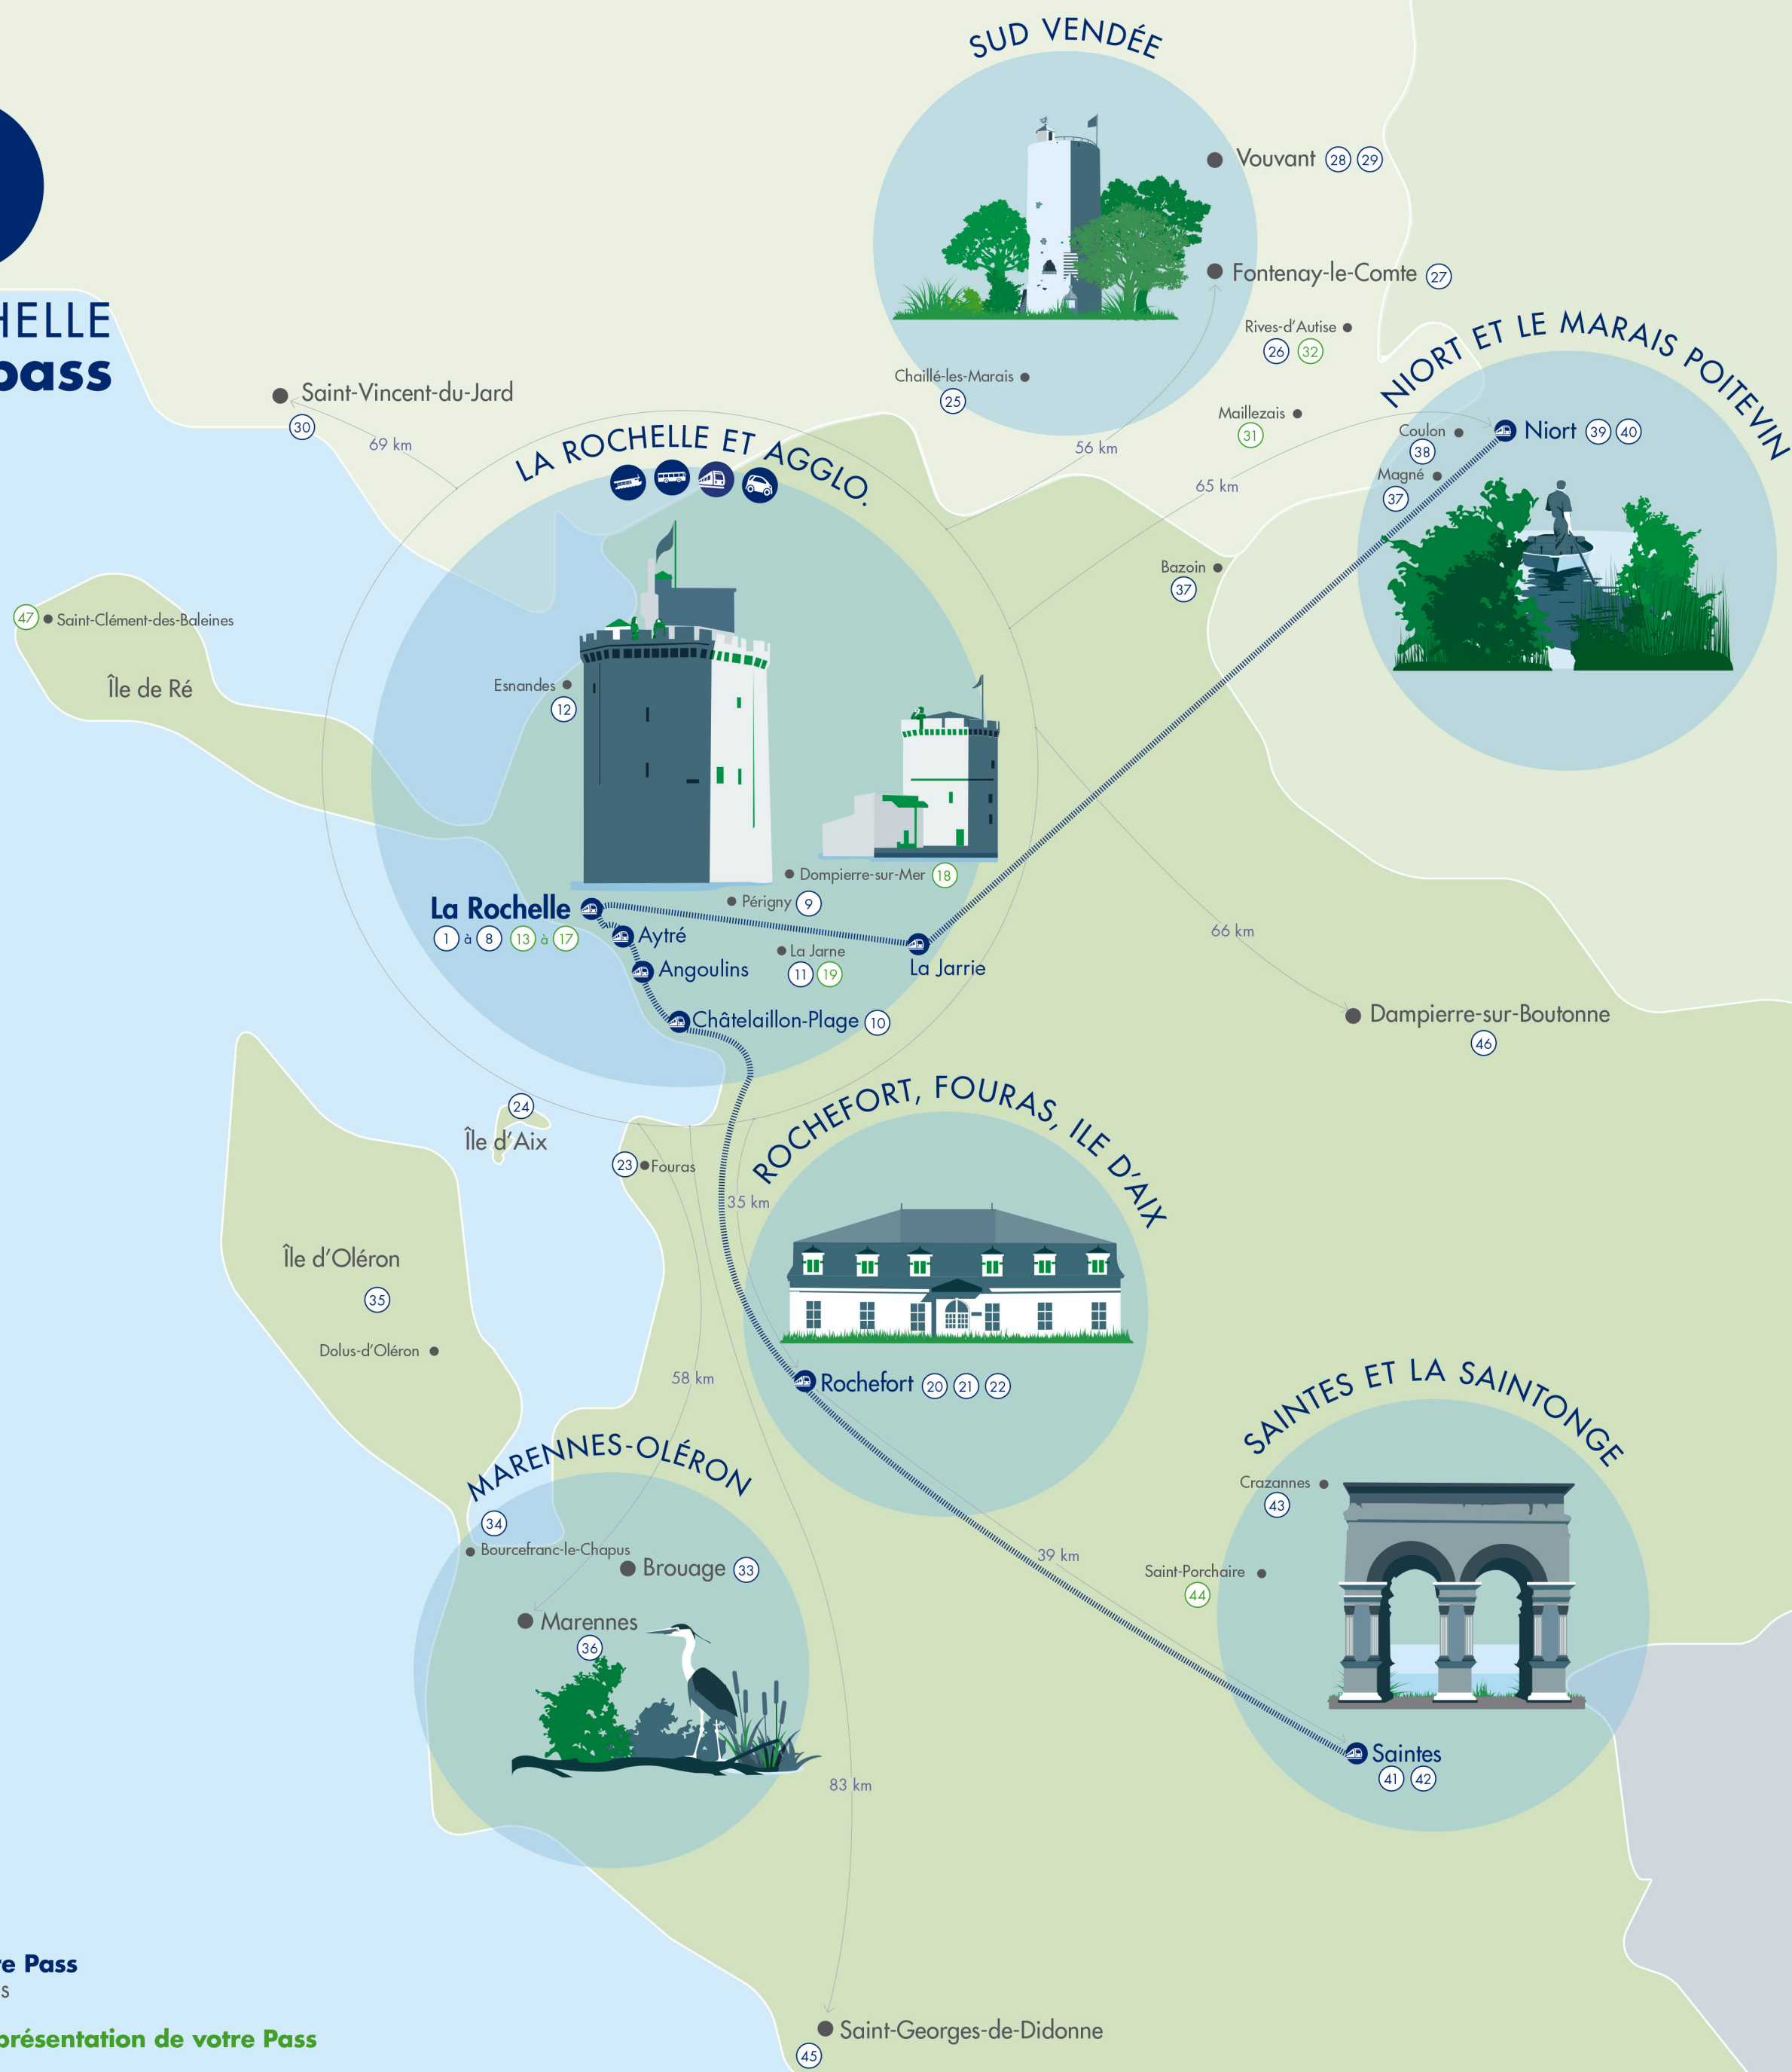 SUD VENDÉE
Vouvant 28 29
Fontenay-le-Comte 27
Rives-d'Autise
26 32
Chaillé-les-Marais
25
Maillezais
31
56 km
NIORT ET LE MARAIS POITEVIN
Niort 39 40
Coulon
38
Magné
37
65 km
Bazoin
37
HELLE
pass
Saint-Vincent-du-Jard
30
69 km
LA ROCHELLE ET AGGLO.
47 Saint-Clément-des-Baleines
Île de Ré
Esnandes
12
Dompierre-sur-Mer 18
Périgny 9
La Rochelle
1 à 8 13 à 17
Aytré
La Jarne
11 19
La Jarrie
Angoulins
Châtelaillon-Plage 10
66 km
Dampierre-sur-Boutonne
46
24
Île d'Aix
23 Fouras
ROCHEFORT, FOURAS, ILE D'AIX
35 km
Île d'Oléron
35
Dolus-d'Oléron
58 km
Rochefort 20 21 22
MARENNES-OLÉRON
34
Bourcefranc-le-Chapus
Brouage 33
Marennes
36
39 km
SAINTES ET LA SAINTONGE
Crazannes
43
Saint-Porchaire
44
Saintes
41 42
83 km
Saint-Georges-de-Didonne
45
re Pass
s
présentation de votre Pass